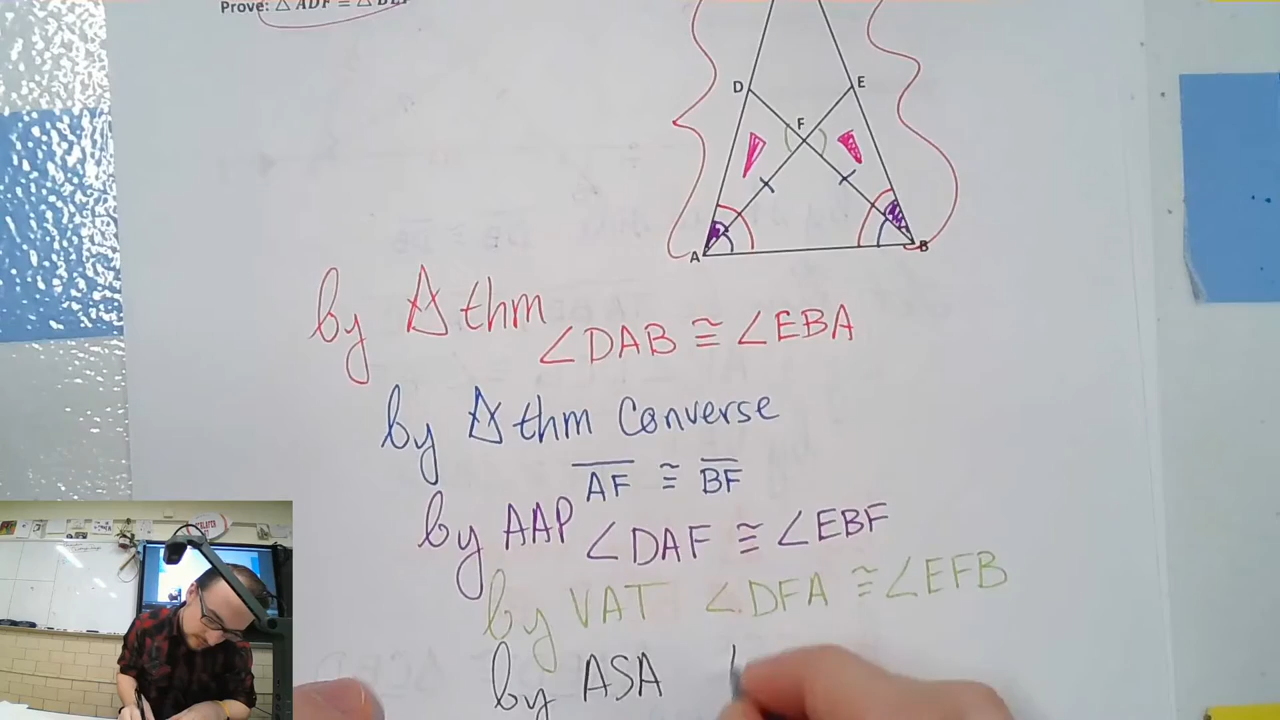 Prove: △ ADF ≅ △ BEF
D
E
F
A
B
by △ thm
∠DAB ≅ ∠EBA
by △ thm Converse
AF ≅ BF
by AAP ∠DAF ≅ ∠EBF
by VAT ∠DFA ≅ ∠EFB
by ASA